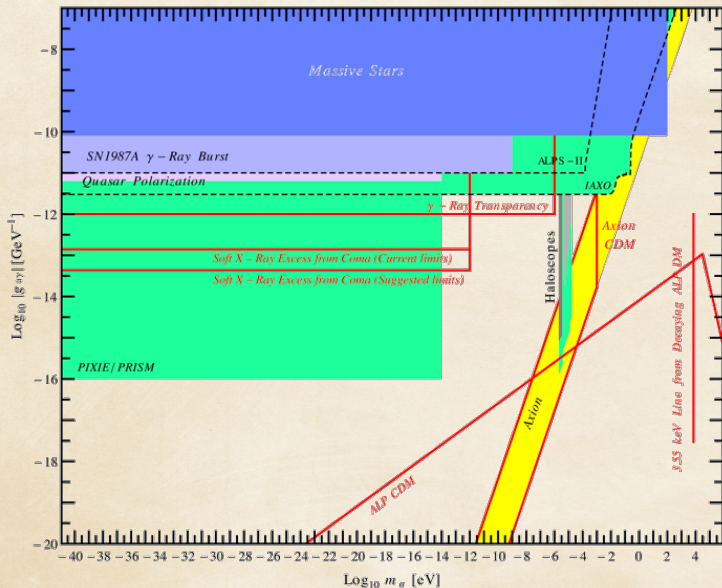 Massive Stars
−8
−10
SN1987A γ−Ray Burst
ALPS−II
Quasar Polarization
IAXO
−12
γ−Ray Transparency
Axion
CDM
Soft X−Ray Excess from Coma (Current limits)
Soft X−Ray Excess from Coma (Suggested limits)
Haloscopes
−14
PIXIE/PRISM
−16
Axion
3.55 keV Line from Decaying ALP DM
−18
ALP CDM
−20
Log₁₀ |g aγ| [GeV⁻¹]
−40 −38 −36 −34 −32 −30 −28 −26 −24 −22 −20 −18 −16 −14 −12 −10 −8 −6 −4 −2 0 2 4
Log₁₀ m a [eV]